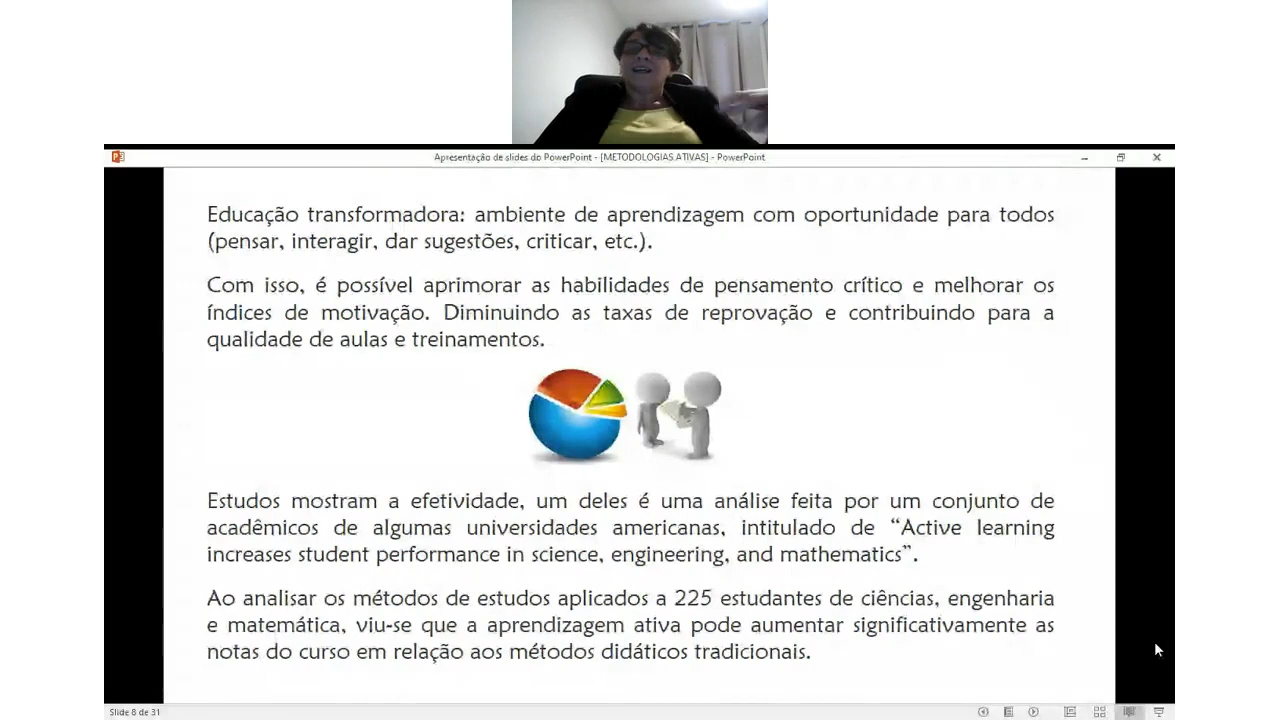 Apresentação de slides do PowerPoint - [METODOLOGIAS ATIVAS] - PowerPoint
Educação transformadora: ambiente de aprendizagem com oportunidade para todos
(pensar, interagir, dar sugestões, criticar, etc.).
Com isso, é possível aprimorar as habilidades de pensamento crítico e melhorar os
índices de motivação. Diminuindo as taxas de reprovação e contribuindo para a
qualidade de aulas e treinamentos.
Estudos mostram a efetividade, um deles é uma análise feita por um conjunto de
acadêmicos de algumas universidades americanas, intitulado de “Active learning
increases student performance in science, engineering, and mathematics”.
Ao analisar os métodos de estudos aplicados a 225 estudantes de ciências, engenharia
e matemática, viu-se que a aprendizagem ativa pode aumentar significativamente as
notas do curso em relação aos métodos didáticos tradicionais.
Slide 8 de 31